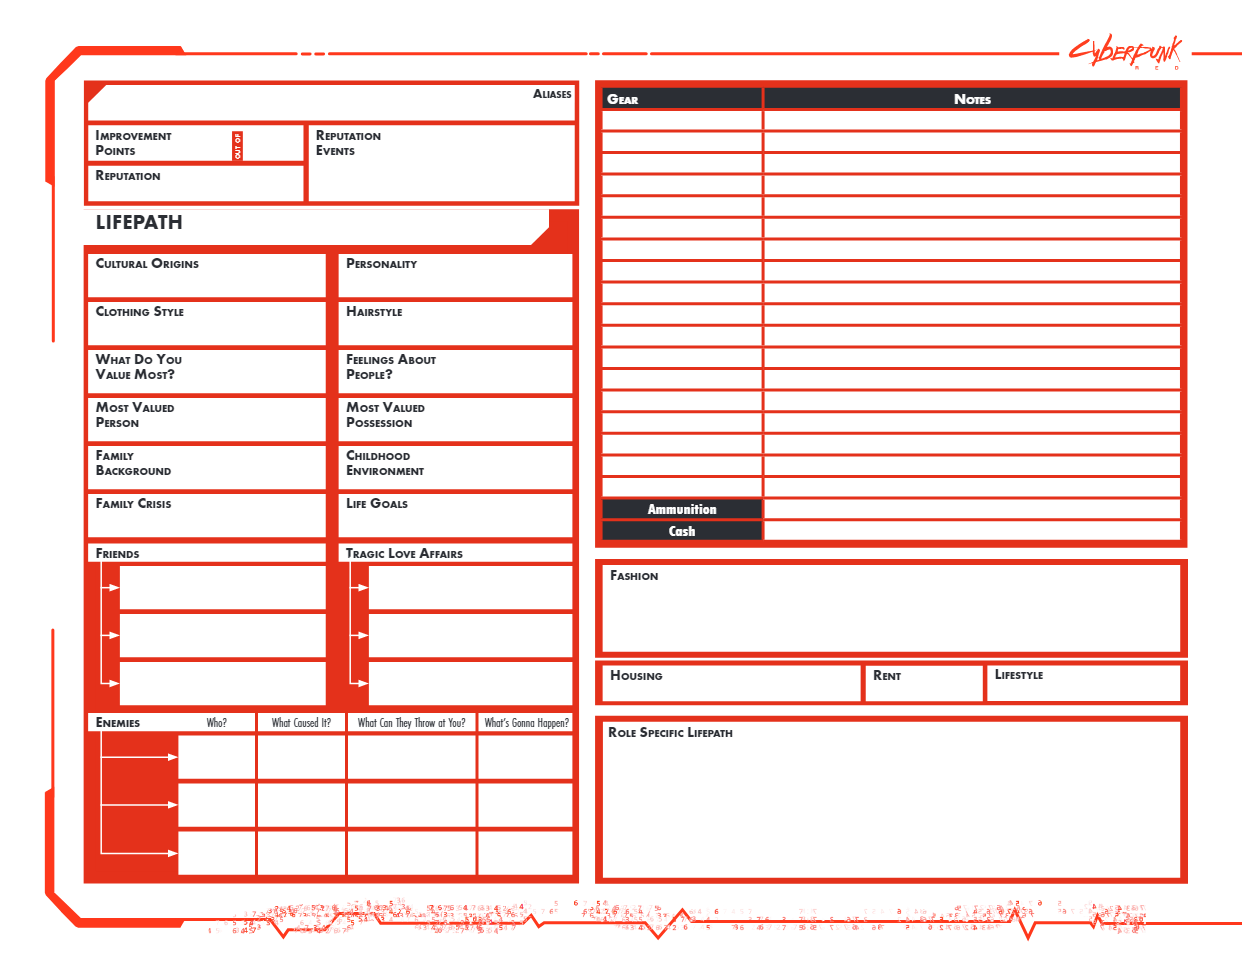 Cyberpunk
RED
Aliases
Improvement
Points
OUT OF
Reputation
Events
Reputation
LIFEPATH
Cultural Origins
Personality
Clothing Style
Hairstyle
What Do You
Value Most?
Feelings About
People?
Most Valued
Person
Most Valued
Possession
Family
Background
Childhood
Environment
Family Crisis
Life Goals
Friends
Tragic Love Affairs
Enemies Who? What Caused It? What Can They Throw at You? What's Gonna Happen?
Gear Notes
Ammunition
Cash
Fashion
Housing
Rent
Lifestyle
Role Specific Lifepath